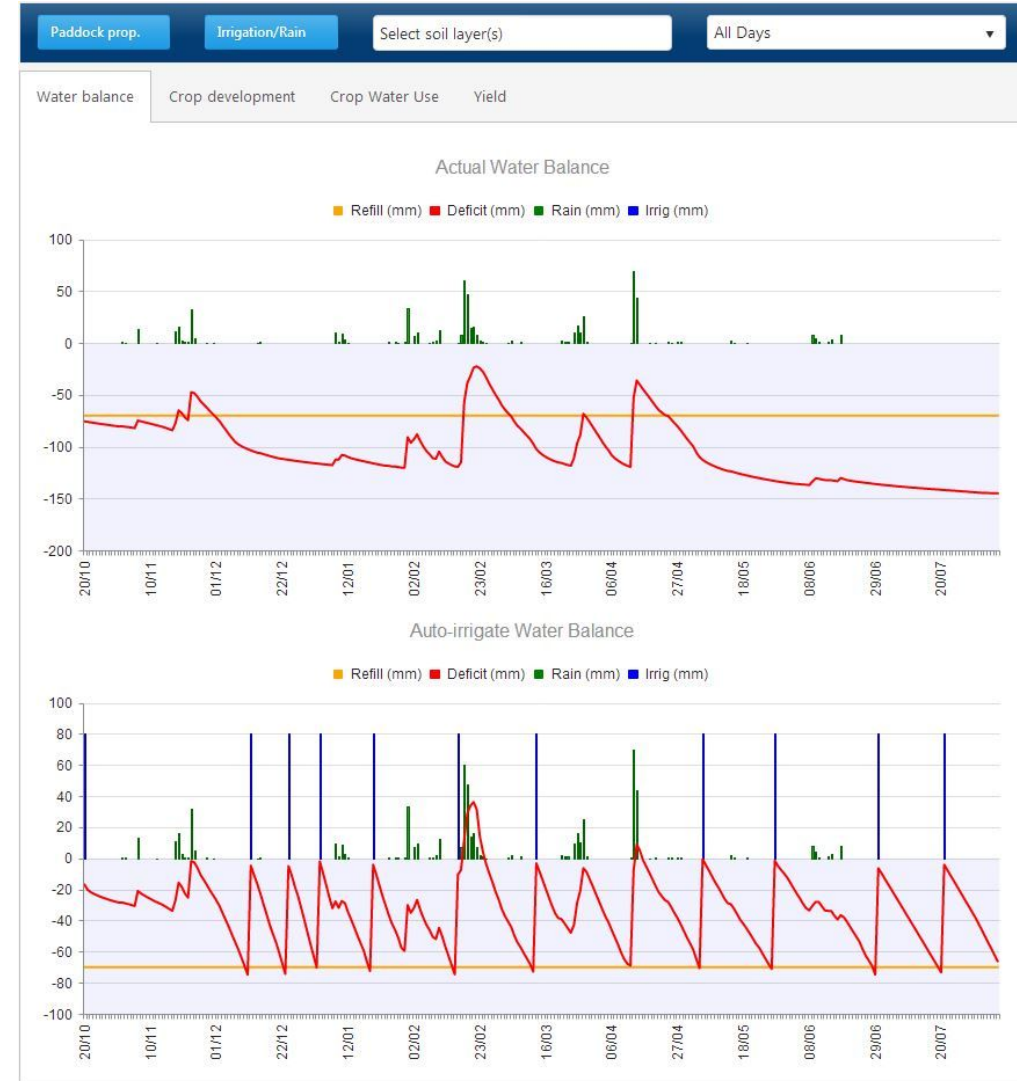 Paddock prop. Irrigation/Rain Select soil layer(s) All Days
Water balance Crop development Crop Water Use Yield
Actual Water Balance
Refill (mm) Deficit (mm) Rain (mm) Irrig (mm)
100
50
0
-50
-100
-150
-200
20/10 10/11 01/12 22/12 12/01 02/02 23/02 16/03 06/04 27/04 18/05 08/06 29/06 20/07
Auto-irrigate Water Balance
Refill (mm) Deficit (mm) Rain (mm) Irrig (mm)
100
80
60
40
20
0
-20
-40
-60
-80
-100
20/10 10/11 01/12 22/12 12/01 02/02 23/02 16/03 06/04 27/04 18/05 08/06 29/06 20/07